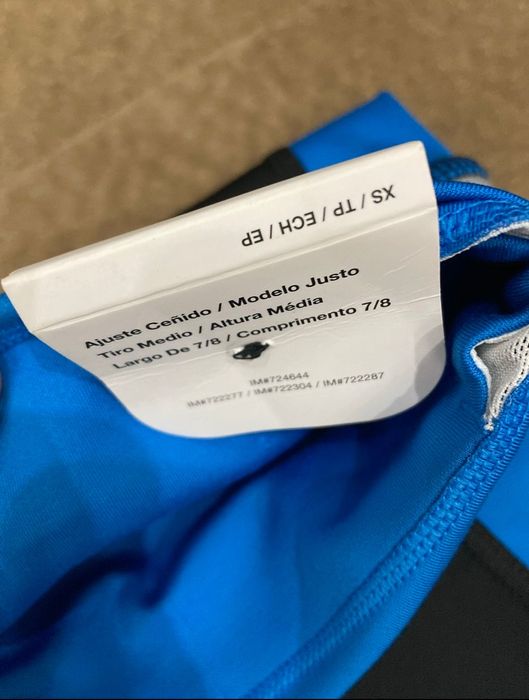 XS / TP / ECH / EP
Ajuste Ceñido / Modelo Justo
Tiro Medio / Altura Média
Largo De 7/8 / Comprimento 7/8
IM#724644
IM#722277 / IM#722304 / IM#722287